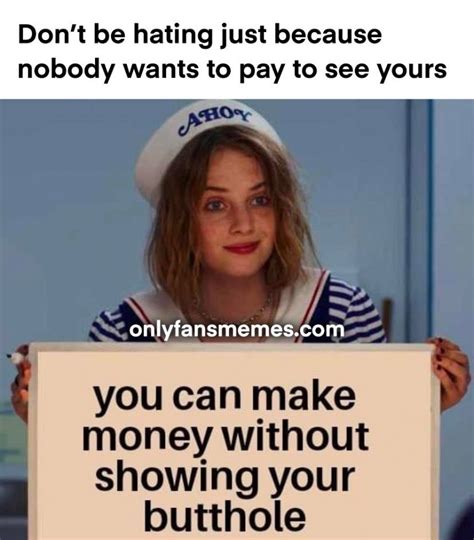 Don't be hating just because
nobody wants to pay to see yours
AHOY
onlyfansmemes.com
you can make
money without
showing your
butthole